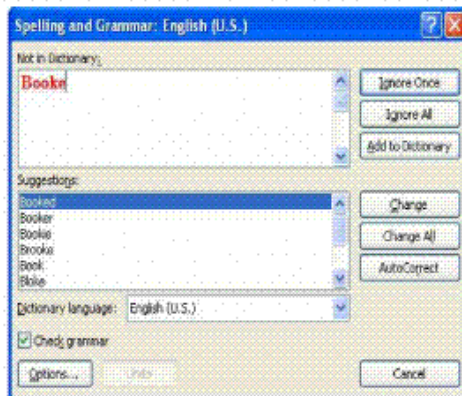 Spelling and Grammar: English (U.S.)
Not in Dictionary:
Booke
Ignore Once
Ignore All
Add to Dictionary
Suggestions:
Booked
Booker
Bookie
Brooke
Book
Bloke
Change
Change All
AutoCorrect
Dictionary language: English (U.S.)
Check grammar
Options... Undo Cancel